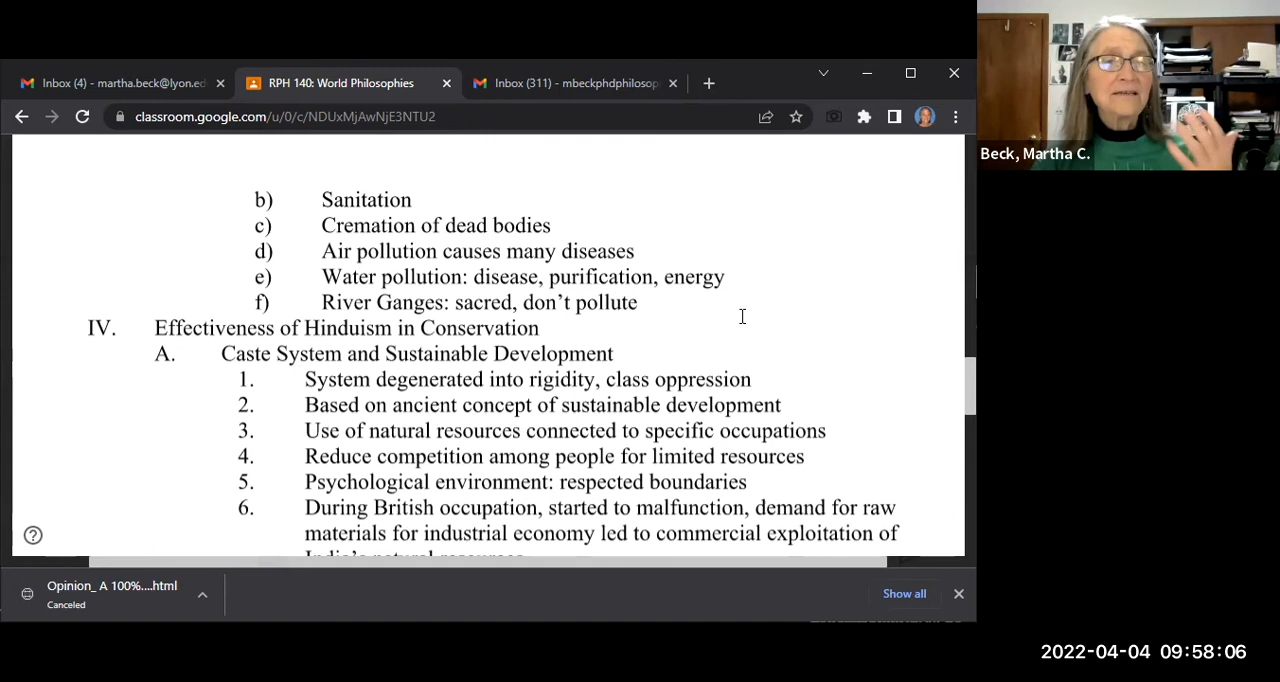 Inbox (4) - martha.beck@lyon.ed
RPH 140: World Philosophies
Inbox (311) - mbeckphdphilosop
classroom.google.com/u/0/c/NDUxMjAwNjE3NTU2
Beck, Martha C.
b) Sanitation
c) Cremation of dead bodies
d) Air pollution causes many diseases
e) Water pollution: disease, purification, energy
f) River Ganges: sacred, don't pollute
IV. Effectiveness of Hinduism in Conservation
A. Caste System and Sustainable Development
1. System degenerated into rigidity, class oppression
2. Based on ancient concept of sustainable development
3. Use of natural resources connected to specific occupations
4. Reduce competition among people for limited resources
5. Psychological environment: respected boundaries
6. During British occupation, started to malfunction, demand for raw
materials for industrial economy led to commercial exploitation of
India's natural resources
Opinion_ A 100%....html
Canceled
Show all
2022-04-04 09:58:06